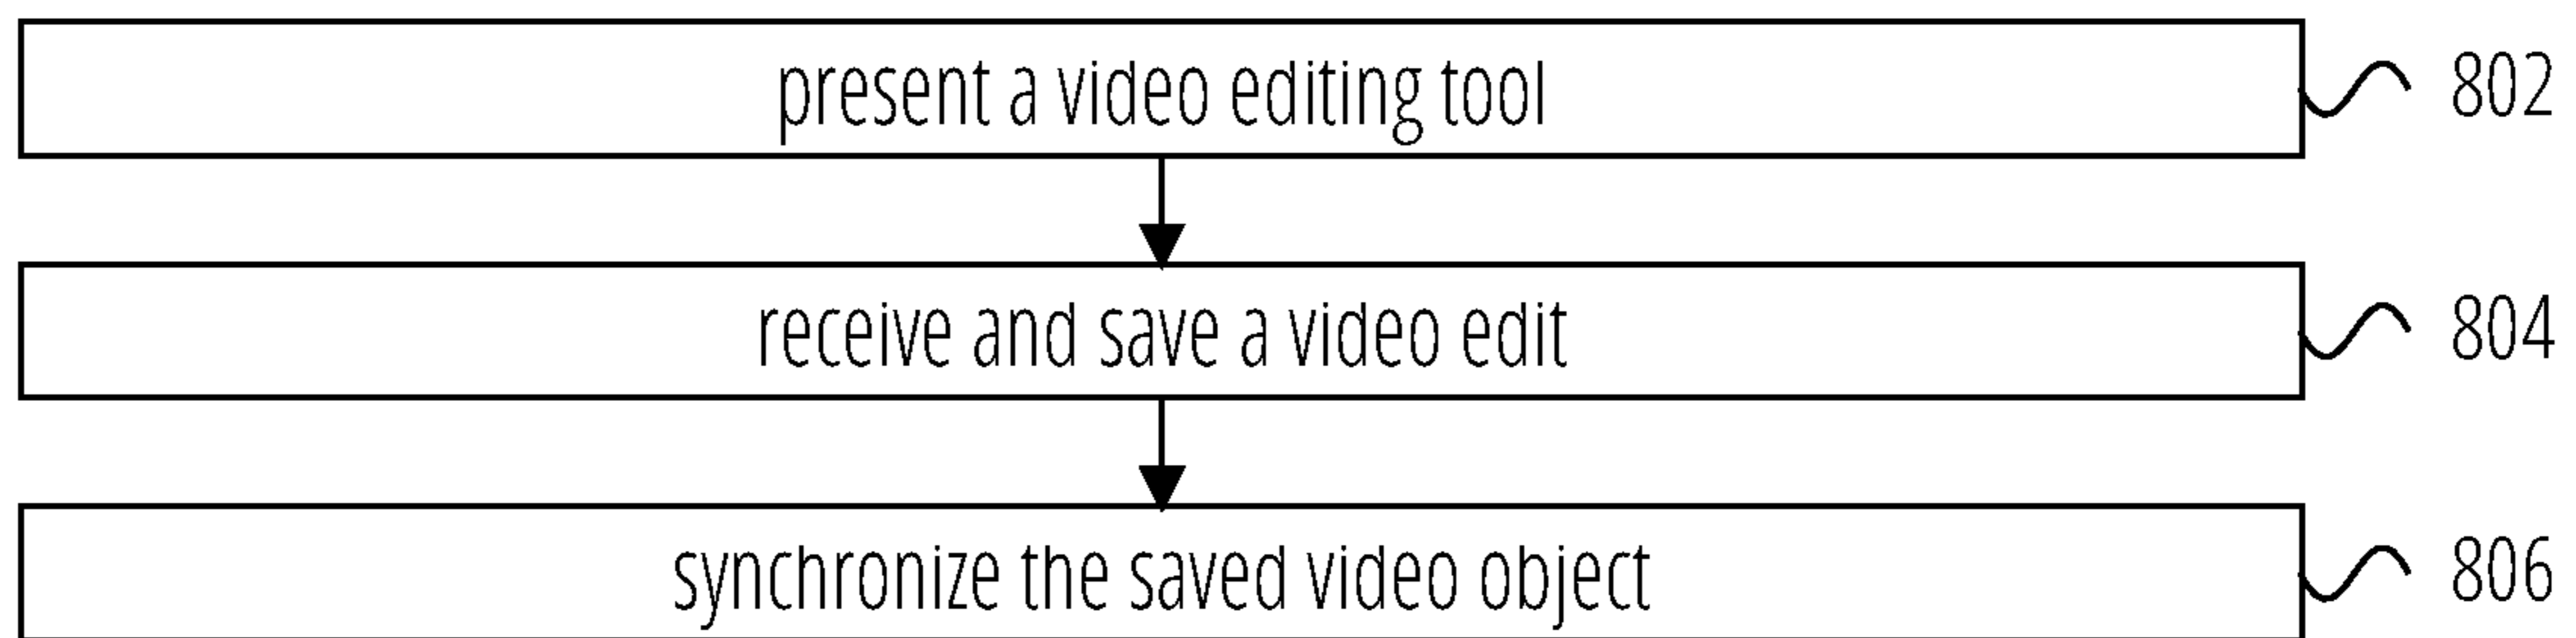 present a video editing tool 802
receive and save a video edit 804
synchronize the saved video object 806